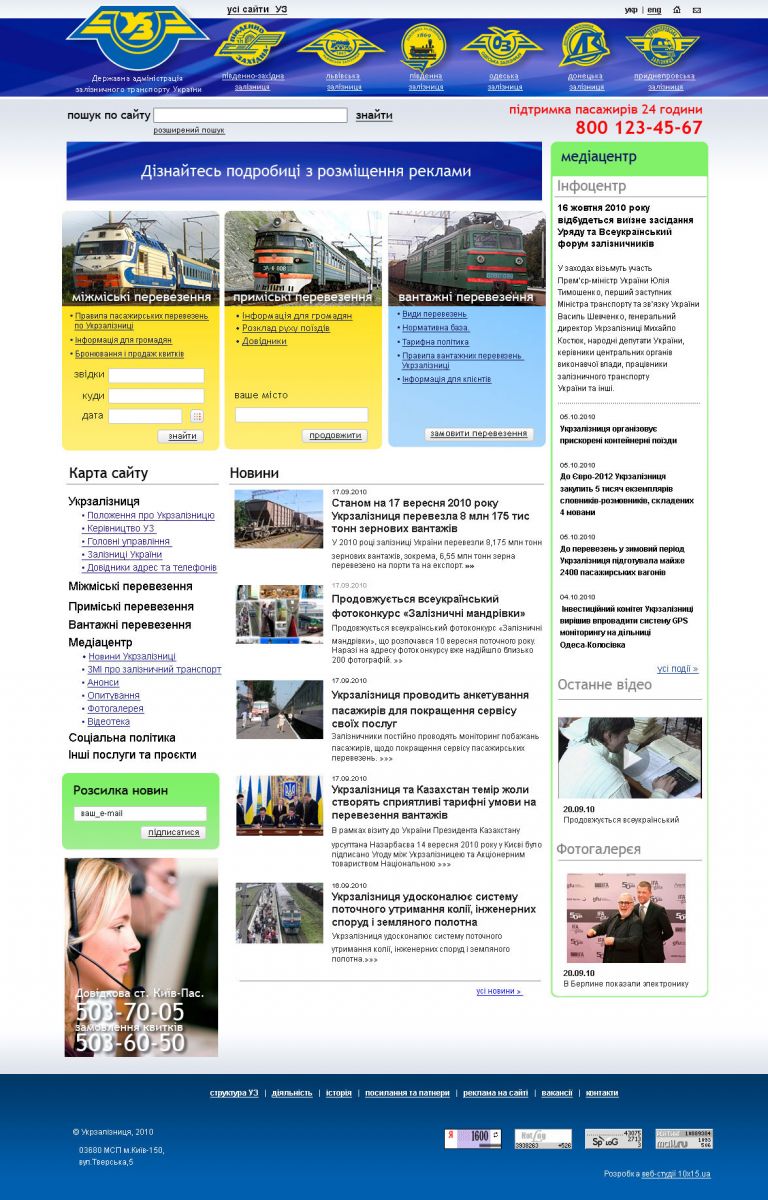 усі сайти УЗ
укр | eng
УЗ
Державна адміністрація
залізничного транспорту України
південно-західна
залізниця
львівська
залізниця
1869
південна
залізниця
ОЗ
одеська
залізниця
донецька
залізниця
придніпровська
залізниця
пошук по сайту
знайти
розширений пошук
підтримка пасажирів 24 години
800 123-45-67
Дізнайтесь подробиці з розміщення реклами
міжміські перевезення
• Правила пасажирських перевезень
по Укрзалізниці
• Інформація для громадян
• Бронювання і продаж квитків
звідки
куди
дата
знайти
приміські перевезення
• Інформація для громадян
• Розклад руху поїздів
• Довідники
ваше місто
продовжити
вантажні перевезення
• Види перевезень
• Нормативна база.
• Тарифна політика
• Правила вантажних перевезень
Укрзалізниці
• Інформація для клієнтів
замовити перевезення
Карта сайту
Укрзалізниця
• Положення про Укрзалізницю
• Керівництво УЗ
• Головні управління
• Залізниці України
• Довідники адрес та телефонів
Міжміські перевезення
Приміські перевезення
Вантажні перевезення
Медіацентр
• Новини Укрзалізниці
• ЗМІ про залізничний транспорт
• Анонси
• Опитування
• Фотогалерея
• Відеотека
Соціальна політика
Інші послуги та проєкти
Розсилка новин
ваш_e-mail
підписатися
Довідкова ст. Київ-Пас.
503-70-05
замовлення квитків
503-60-50
Новини
17.09.2010
Станом на 17 вересня 2010 року
Укрзалізниця перевезла 8 млн 175 тис
тонн зернових вантажів
У 2010 році залізниці України перевезли 8,175 млн тонн
зернових вантажів, зокрема, 6,55 млн тонн зерна
перевезено на порти та на експорт. »»
17.09.2010
Продовжується всеукраїнський
фотоконкурс «Залізничні мандрівки»
Продовжується всеукраїнський фотоконкурс «Залізничні
мандрівки», що розпочався 10 вересня поточного року.
Наразі на адресу фотоконкурсу вже надійшло близько
200 фотографій. »»
17.09.2010
Укрзалізниця проводить анкетування
пасажирів для покращення сервісу
своїх послуг
Залізничники постійно проводять моніторинг побажань
пасажирів, щодо покращення сервісу пасажирських
перевезень. »»»
17.09.2010
Укрзалізниця та Казахстан темір жоли
створять сприятливі тарифні умови на
перевезення вантажів
В рамках візиту до України Президента Казахстану
урсултана Назарбаєва 14 вересня 2010 року у Києві було
підписано Угоду між Укрзалізницею та Акціонерним
товариством Національною »»»
16.09.2010
Укрзалізниця удосконалює систему
поточного утримання колії, інженерних
споруд і земляного полотна
Укрзалізниця удосконалює систему поточного
утримання колії, інженерних споруд і земляного
полотна.»»»
усі новини »
медіацентр
Інфоцентр
16 жовтня 2010 року
відбудеться виїзне засідання
Уряду та Всеукраїнський
форум залізничників
У заходах візьмуть участь
Прем'єр-міністр України Юлія
Тимошенко, перший заступник
Міністра транспорту та зв'язку України
Василь Шевченко, генеральний
директор Укрзалізниці Михайло
Костюк, народні депутати України,
керівники центральних органів
виконавчої влади, працівники
залізничного транспорту
України та інші.
05.10.2010
Укрзалізниця організовує
прискорені контейнерні поїзди
05.10.2010
До Євро-2012 Укрзалізниця
закупить 5 тисяч екземплярів
словників-розмовників, складених
4 мовами
05.10.2010
До перевезень у зимовий період
Укрзалізниця підготувала майже
2400 пасажирських вагонів
04.10.2010
Інвестиційний комітет Укрзалізниці
вирішив впровадити систему GPS
моніторингу на дільниці
Одеса-Колосівка
усі події »
Останне відео
20.09.10
Продовжується всеукраїнський
Фотогалерєя
20.09.10
В Берлине показали электронику
структура УЗ | діяльність | історія | посилання та патнери | реклама на сайті | вакансії | контакти
© Укрзалізниця, 2010
03680 МСП м.Київ-150,
вул.Тверська,5
Я 1600
HotLog
3938263 +526
SpyLOG
43075
2713
3
РЕЙТИНГ
mail.ru
1093
506
Розробка веб-студії 10x15.ua